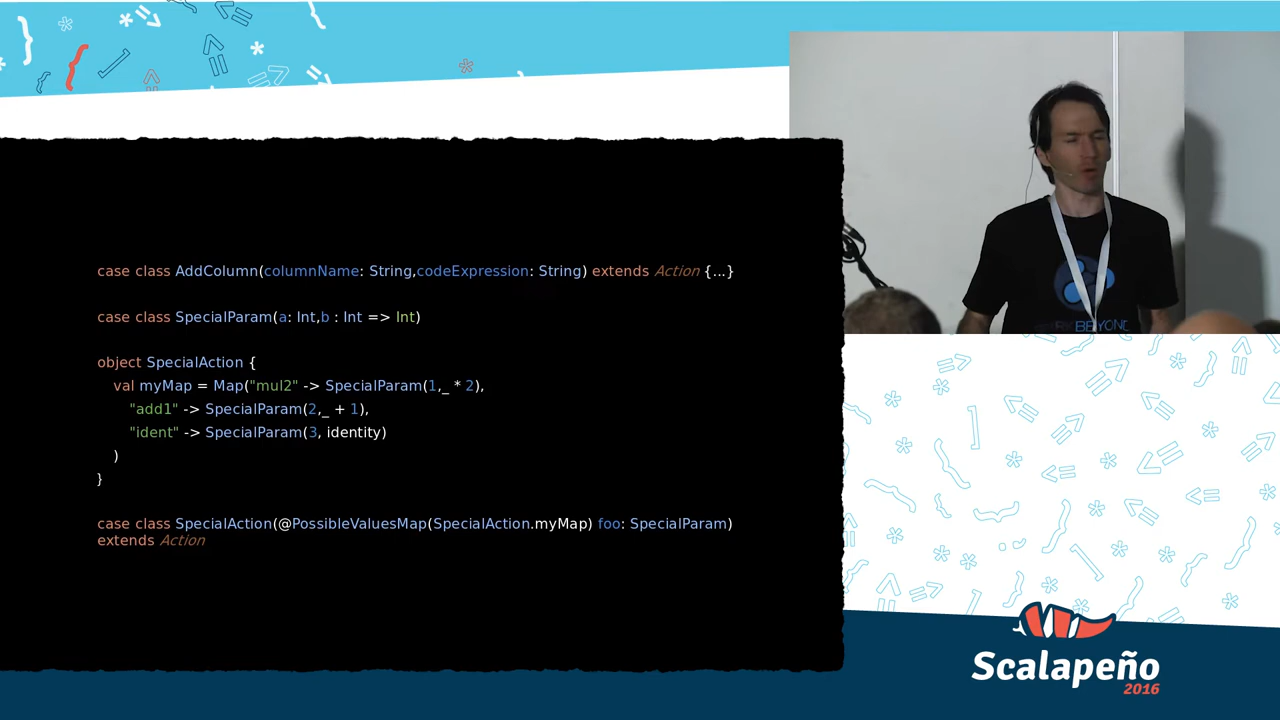 case class AddColumn(columnName: String,codeExpression: String) extends Action {...}
case class SpecialParam(a: Int,b : Int => Int)
object SpecialAction {
val myMap = Map("mul2" -> SpecialParam(1,_ * 2),
"add1" -> SpecialParam(2,_ + 1),
"ident" -> SpecialParam(3, identity)
)
}
case class SpecialAction(@PossibleValuesMap(SpecialAction.myMap) foo: SpecialParam)
extends Action
BEYOND
Scalapeño
2016